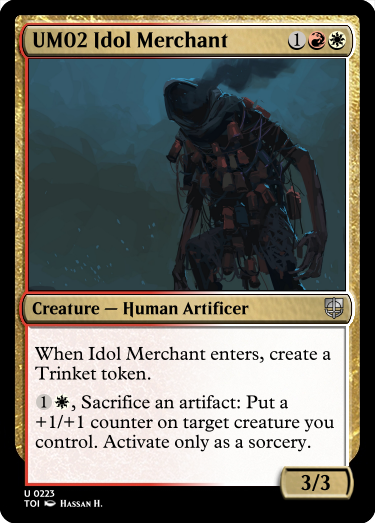 UM02 Idol Merchant 1
Creature — Human Artificer
When Idol Merchant enters, create a
Trinket token.
1, Sacrifice an artifact: Put a
+1/+1 counter on target creature you
control. Activate only as a sorcery.
3/3
U 0223
TOI HASSAN H.